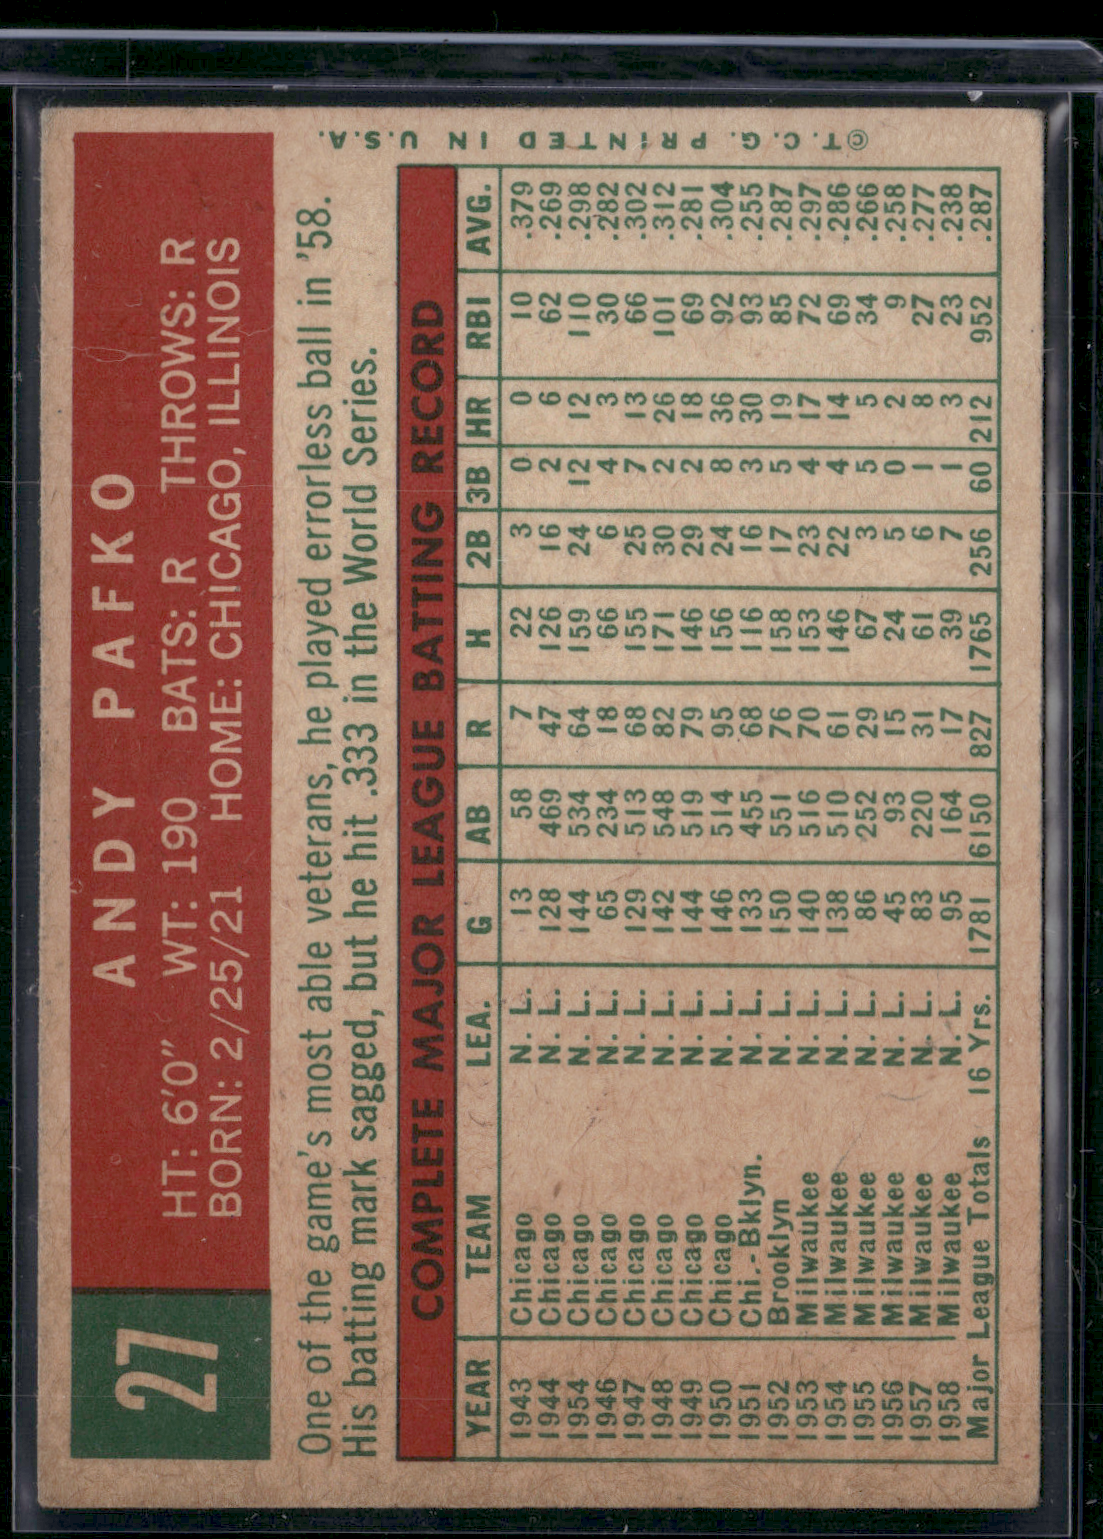 27
ANDY PAFKO
HT: 6'0" WT: 190 BATS: R THROWS: R
BORN: 2/25/21 HOME: CHICAGO, ILLINOIS
One of the game's most able veterans, he played errorless ball in '58.
His batting mark sagged, but he hit .333 in the World Series.
COMPLETE MAJOR LEAGUE BATTING RECORD
YEAR TEAM LEA. G AB R H 2B 3B HR RBI AVG.
1943 Chicago N. L. 13 58 7 22 3 0 0 10 .379
1944 Chicago N. L. 128 469 47 126 16 2 6 62 .269
1954 Chicago N. L. 144 534 64 159 24 12 12 110 .298
1946 Chicago N. L. 65 234 18 66 6 4 3 30 .282
1947 Chicago N. L. 129 513 68 155 25 7 13 66 .302
1948 Chicago N. L. 142 548 82 171 30 2 26 101 .312
1949 Chicago N. L. 144 519 79 146 29 2 18 69 .281
1950 Chicago N. L. 146 514 95 156 24 8 36 92 .304
1951 Chi.-Bklyn. N. L. 133 455 68 116 16 3 30 93 .255
1952 Brooklyn N. L. 150 551 76 158 17 5 19 85 .287
1953 Milwaukee N. L. 140 516 70 153 23 4 17 72 .297
1954 Milwaukee N. L. 138 510 61 146 22 4 14 69 .286
1955 Milwaukee N. L. 86 252 29 67 3 5 5 34 .266
1956 Milwaukee N. L. 45 93 15 24 5 0 2 9 .258
1957 Milwaukee N. L. 83 220 31 61 6 1 8 27 .277
1958 Milwaukee N. L. 95 164 17 39 7 1 3 23 .238
Major League Totals 16 Yrs. 1781 6150 827 1765 256 60 212 952 .287
©T. C. G. PRINTED IN U.S.A.